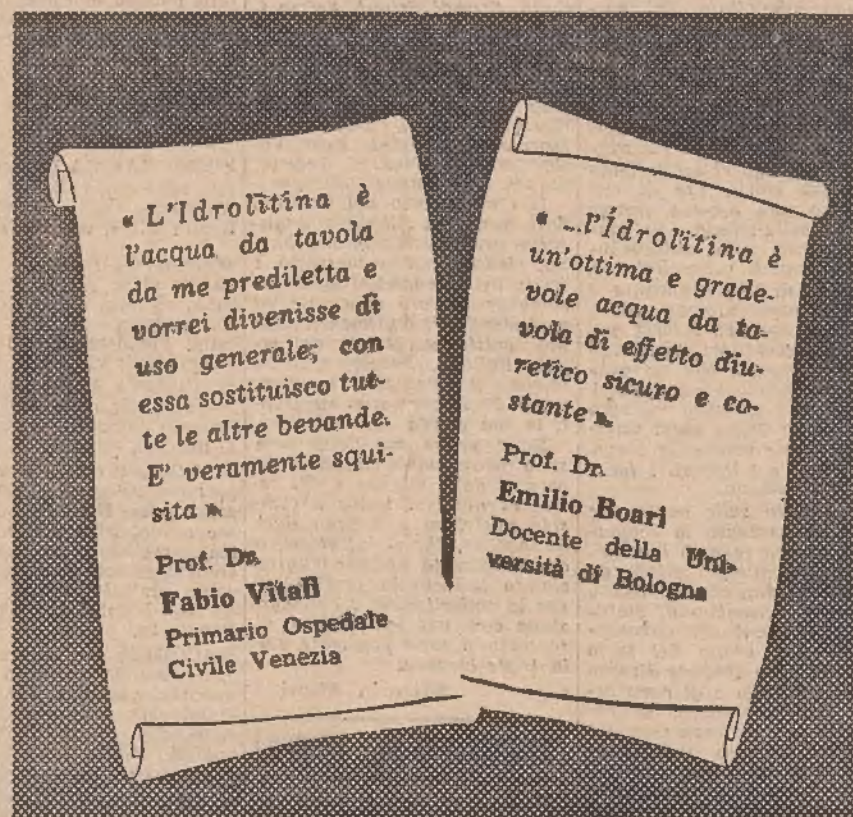 « L'Idrolitina è
l'acqua da tavola
da me prediletta e
vorrei divenisse di
uso generale; con
essa sostituisco tut-
te le altre bevande.
E' veramente squi-
sita ».
Prof. Dr.
Fabio Vitali
Primario Ospedale
Civile Venezia
« ...l'Idrolitina è
un'ottima e grade-
vole acqua da ta-
vola di effetto diu-
retico sicuro e co-
stante ».
Prof. Dr.
Emilio Boari
Docente della Uni-
versità di Bologna